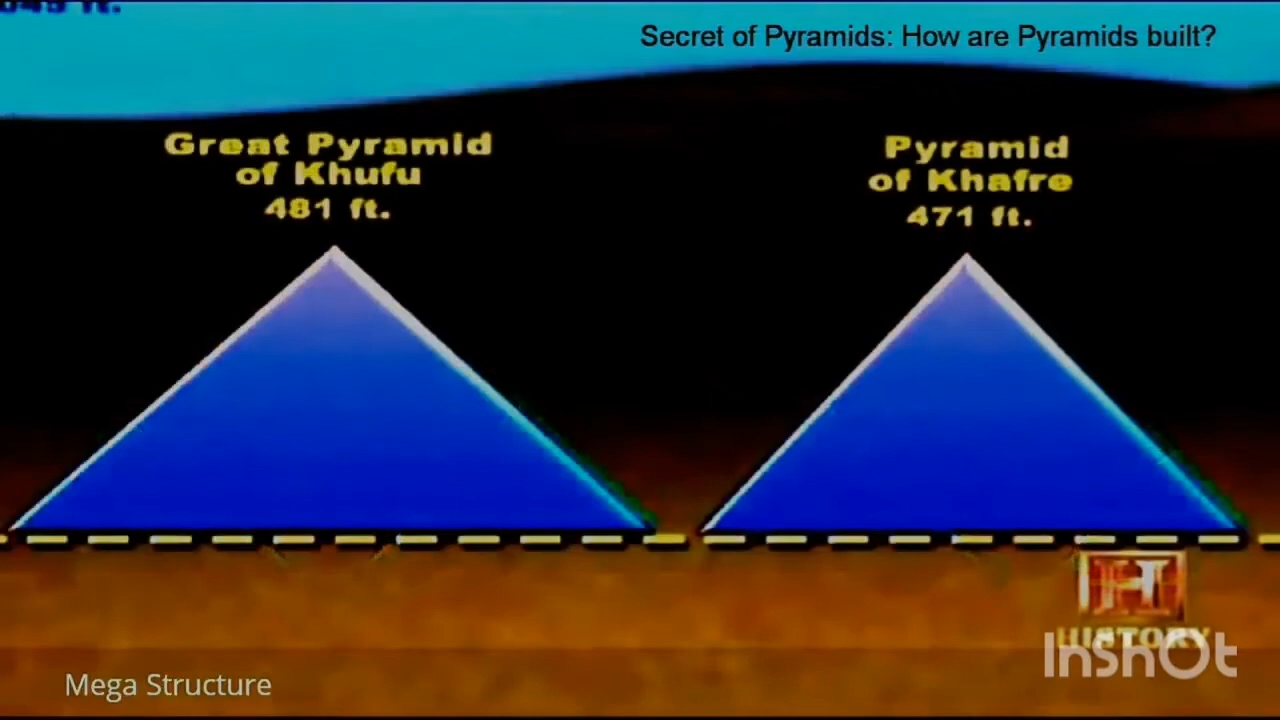 Secret of Pyramids: How are Pyramids built?
Great Pyramid
of Khufu
481 ft.
Pyramid
of Khafre
471 ft.
HISTORY
InShOt
Mega Structure